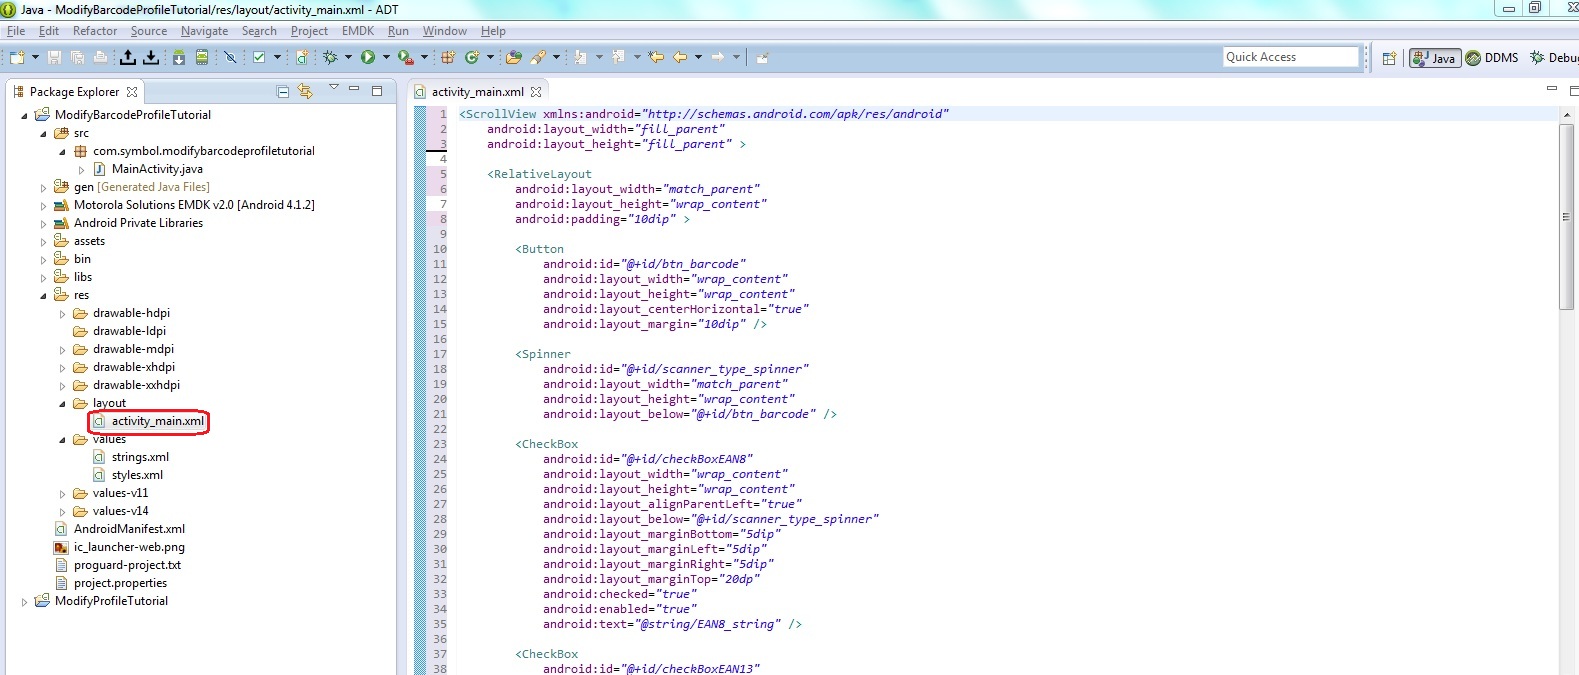 Java - ModifyBarcodeProfileTutorial/res/layout/activity_main.xml - ADT
File Edit Refactor Source Navigate Search Project EMDK Run Window Help
Quick Access
Java
DDMS
Debu
Package Explorer
ModifyBarcodeProfileTutorial
src
com.symbol.modifybarcodeprofiletutorial
MainActivity.java
gen [Generated Java Files]
Motorola Solutions EMDK v2.0 [Android 4.1.2]
Android Private Libraries
assets
bin
libs
res
drawable-hdpi
drawable-ldpi
drawable-mdpi
drawable-xhdpi
drawable-xxhdpi
layout
activity_main.xml
values
strings.xml
styles.xml
values-v11
values-v14
AndroidManifest.xml
ic_launcher-web.png
proguard-project.txt
project.properties
ModifyProfileTutorial
activity_main.xml
1 <ScrollView xmlns:android="http://schemas.android.com/apk/res/android"
2 android:layout_width="fill_parent"
3 android:layout_height="fill_parent" >
4
5 <RelativeLayout
6 android:layout_width="match_parent"
7 android:layout_height="wrap_content"
8 android:padding="10dip" >
9
10 <Button
11 android:id="@+id/btn_barcode"
12 android:layout_width="wrap_content"
13 android:layout_height="wrap_content"
14 android:layout_centerHorizontal="true"
15 android:layout_margin="10dip" />
16
17 <Spinner
18 android:id="@+id/scanner_type_spinner"
19 android:layout_width="match_parent"
20 android:layout_height="wrap_content"
21 android:layout_below="@+id/btn_barcode" />
22
23 <CheckBox
24 android:id="@+id/checkBoxEAN8"
25 android:layout_width="wrap_content"
26 android:layout_height="wrap_content"
27 android:layout_alignParentLeft="true"
28 android:layout_below="@+id/scanner_type_spinner"
29 android:layout_marginBottom="5dip"
30 android:layout_marginLeft="5dip"
31 android:layout_marginRight="5dip"
32 android:layout_marginTop="20dp"
33 android:checked="true"
34 android:enabled="true"
35 android:text="@string/EAN8_string" />
36
37 <CheckBox
38 android:id="@+id/checkBoxEAN13"